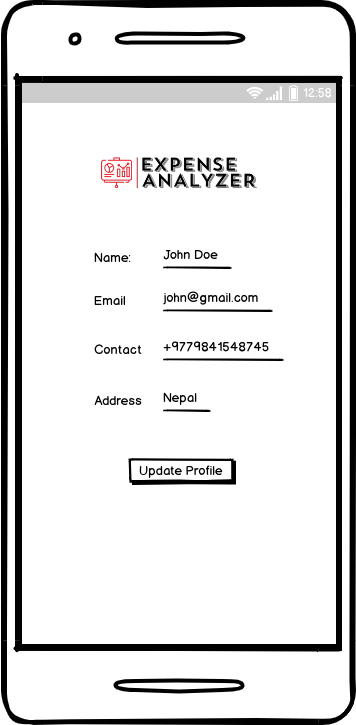 12:58
EXPENSE
ANALYZER
Name: John Doe
Email john@gmail.com
Contact +9779841548745
Address Nepal
Update Profile